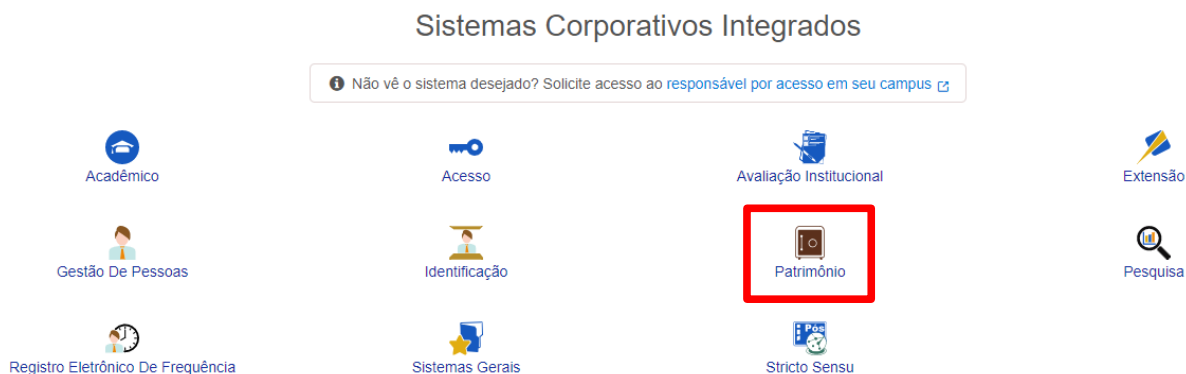 Sistemas Corporativos Integrados
Não vê o sistema desejado? Solicite acesso ao responsável por acesso em seu campus
Acadêmico
Acesso
Avaliação Institucional
Extensão
Gestão De Pessoas
Identificação
Patrimônio
Pesquisa
Registro Eletrônico De Frequência
Sistemas Gerais
Pós
Stricto Sensu